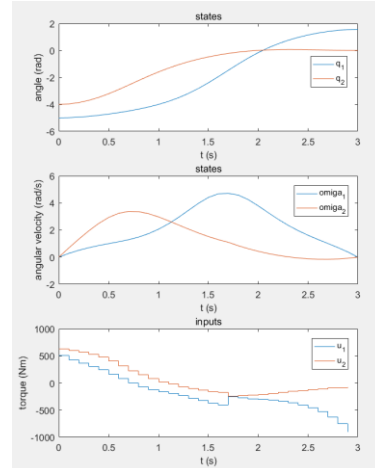 states
angle (rad)
2
0
-2
-4
-6
q1
q2
0 0.5 1 1.5 2 2.5 3
t (s)
states
angular velocity (rad/s)
6
4
2
0
-2
omiga1
omiga2
0 0.5 1 1.5 2 2.5 3
t (s)
inputs
torque (Nm)
1000
500
0
-500
-1000
u1
u2
0 0.5 1 1.5 2 2.5 3
t (s)